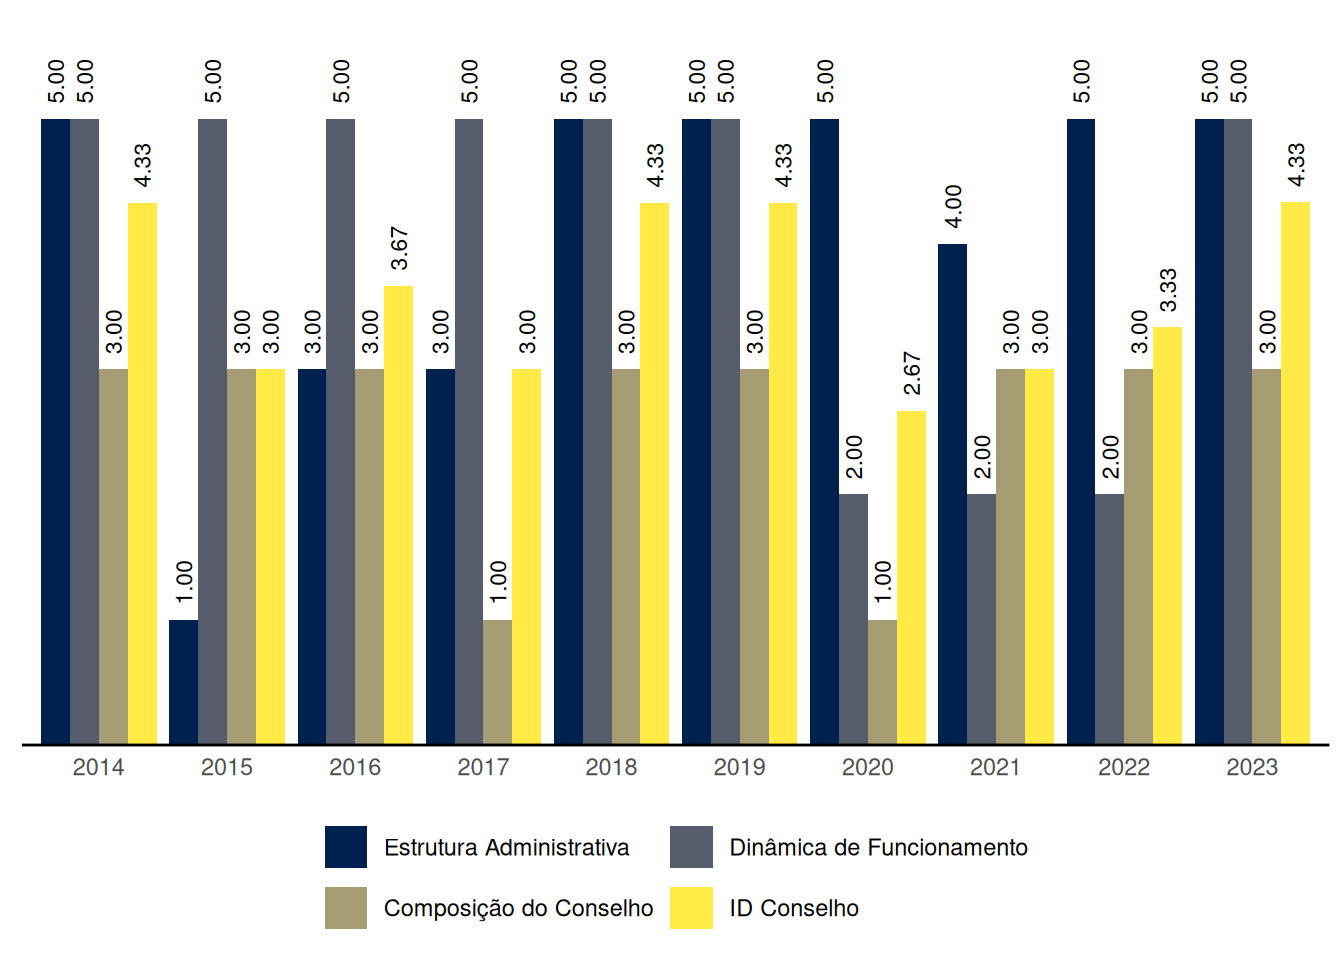 5.00 5.00 3.00 4.33 1.00 5.00 3.00 3.00 3.00 5.00 3.00 3.67 3.00 5.00 1.00 3.00 5.00 5.00 3.00 4.33 5.00 5.00 3.00 4.33 5.00 2.00 1.00 2.67 4.00 2.00 3.00 3.00 5.00 2.00 3.00 3.33 5.00 5.00 3.00 4.33
2014 2015 2016 2017 2018 2019 2020 2021 2022 2023
Estrutura Administrativa Dinâmica de Funcionamento
Composição do Conselho ID Conselho